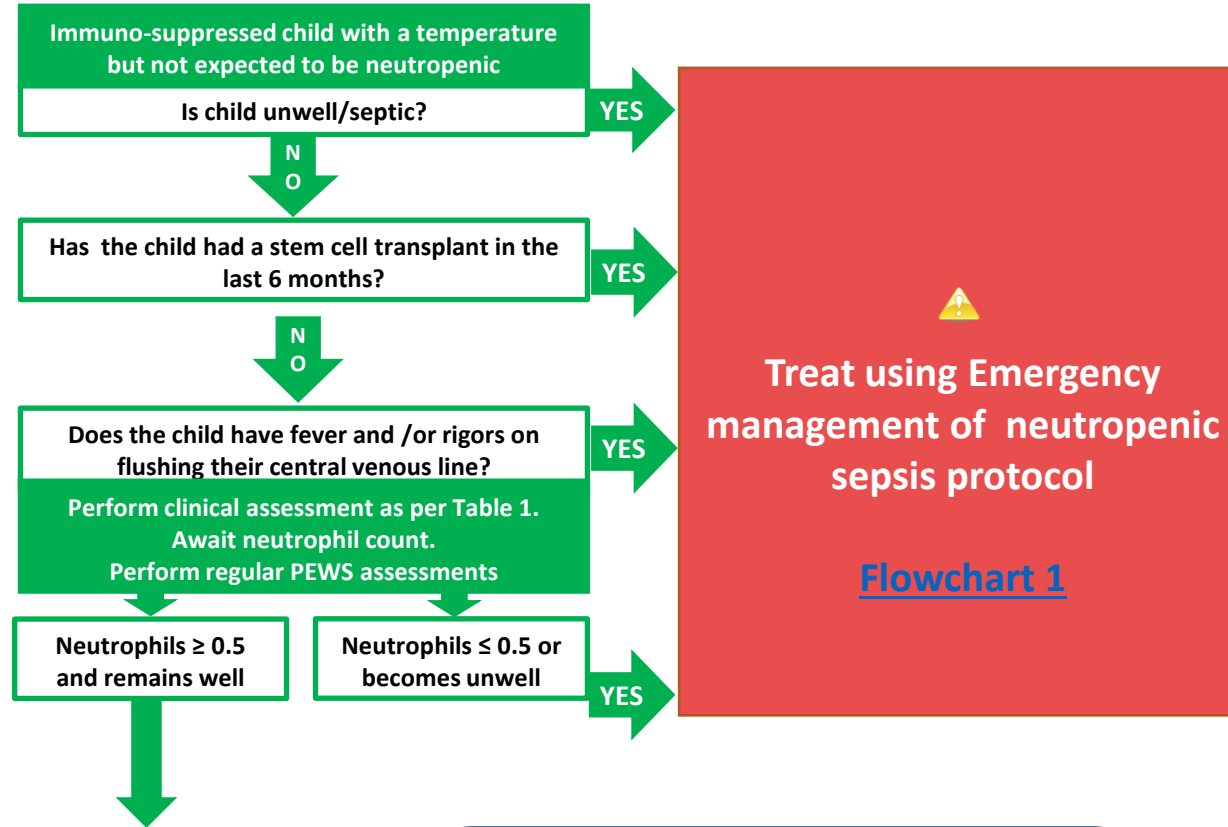 Immuno-suppressed child with a temperature
but not expected to be neutropenic
Is child unwell/septic?
YES
N
O
Has the child had a stem cell transplant in the
last 6 months?
YES
N
O
Does the child have fever and /or rigors on
flushing their central venous line?
YES
Perform clinical assessment as per Table 1.
Await neutrophil count.
Perform regular PEWS assessments
Neutrophils ≥ 0.5
and remains well
Neutrophils ≤ 0.5 or
becomes unwell
YES
Treat using Emergency
management of neutropenic
sepsis protocol
Flowchart 1